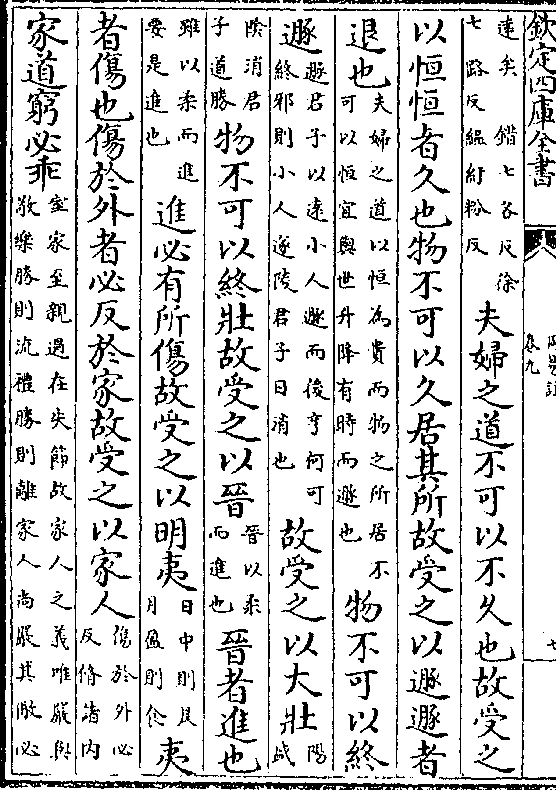 欽定四庫全書
卷九
遠矣　錯七各反徐
七路反縕紆粉反
夫婦之道不可以不久也故受之
以恒恒者久也物不可以久居其所故受之以遯遯者
退也
夫婦之道以恒為貴而物之所居不
可以恒宜與世升降有時而遯也
物不可以終
遯
遯君子以遠小人遯而後亨何可
終邪則小人遂陵君子日消也
故受之以大壯
陽盛
陰消君
子道勝
物不可以終壯故受之以晉
晉以柔
而進也
晉者進也
雖以柔而進
要是進也
進必有所傷故受之以明夷
日中則昃
月盈則食
夷
者傷也傷於外者必反於家故受之以家人
傷於外必
反脩諸内
家道窮必乖
室家至親過在失節故家人之義唯嚴與
敬樂勝則流禮勝則離家人尚嚴其敝必